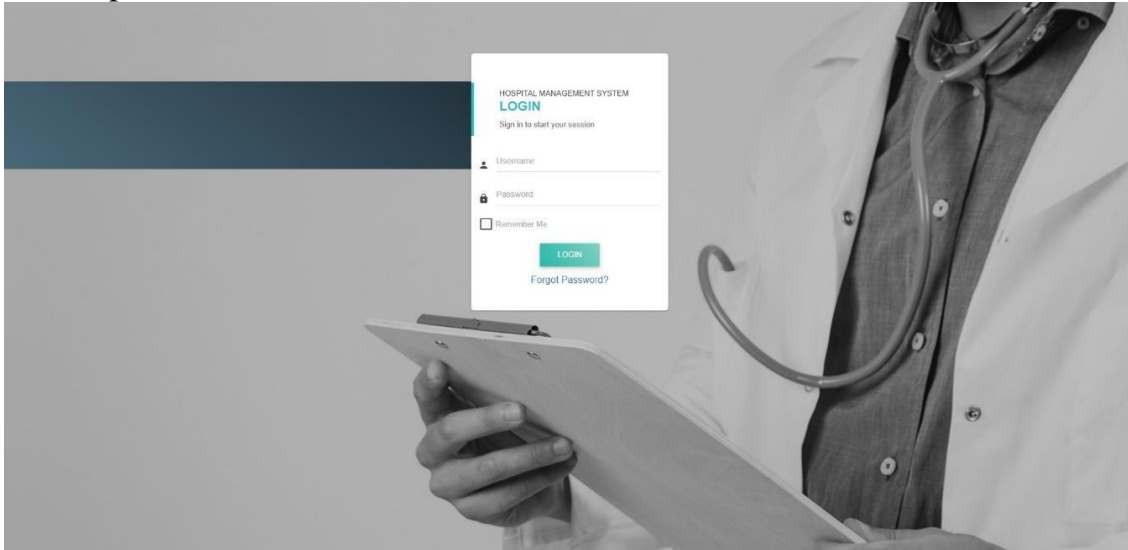 HOSPITAL MANAGEMENT SYSTEM
LOGIN
Sign in to start your session
Username
Password
Remember Me
LOGIN
Forgot Password?